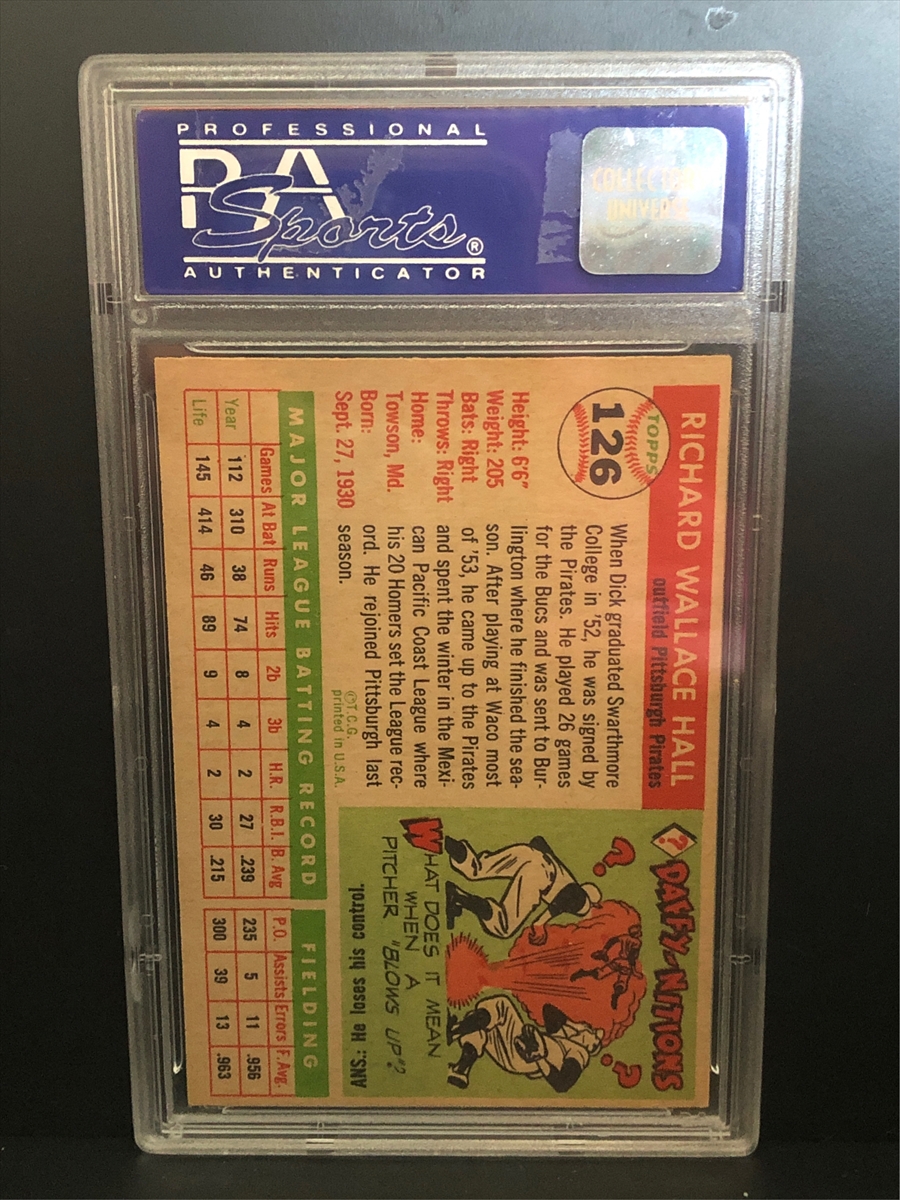 PROFESSIONAL
PSA
Sports®
AUTHENTICATOR
COLLECTORS
UNIVERSE
TOPPS
126
RICHARD WALLACE HALL
outfield Pittsburgh Pirates
Height: 6'6"
Weight: 205
Bats: Right
Throws: Right
Home:
Towson, Md.
Born:
Sept. 27, 1930
When Dick graduated Swarthmore
College in '52, he was signed by
the Pirates. He played 26 games
for the Bucs and was sent to Bur-
lington where he finished the sea-
son. After playing at Waco most
of '53, he came up to the Pirates
and spent the winter in the Mexi-
can Pacific Coast League where
his 20 Homers set the League rec-
ord. He rejoined Pittsburgh last
season.
©T.C.G.
printed in U.S.A.
? DAFFY-NITIONS
? ?
WHAT DOES IT MEAN
WHEN A
PITCHER "BLOWS UP"?
ANS.: He loses his control.
MAJOR LEAGUE BATTING RECORD FIELDING
Games At Bat Runs Hits 2b 3b H.R. R.B.I. B. Avg P.O. Assists Errors F. Avg.
Year 112 310 38 74 8 4 2 27 .239 235 5 11 .956
Life 145 414 46 89 9 4 2 30 .215 300 39 13 .963